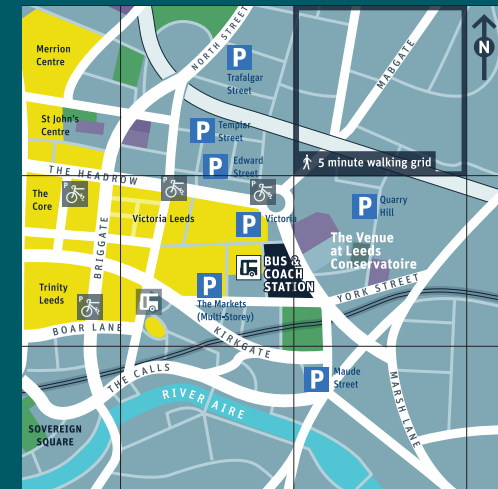 NORTH STREET
MABGATE
N
Merrion
Centre
P
Trafalgar
Street
St John's
Centre
P
Templar
Street
P
Edward
Street
5 minute walking grid
THE HEADROW
P
P
P
The
Core
Victoria Leeds
P
Victoria
P
Quarry
Hill
BRIGGATE
The Venue
at Leeds
Conservatoire
BUS &
COACH
STATION
Trinity
Leeds
P
P
The Markets
(Multi-Storey)
YORK STREET
BOAR LANE
KIRKGATE
THE CALLS
P
Maude
Street
MARSH LANE
RIVER AIRE
SOVEREIGN
SQUARE